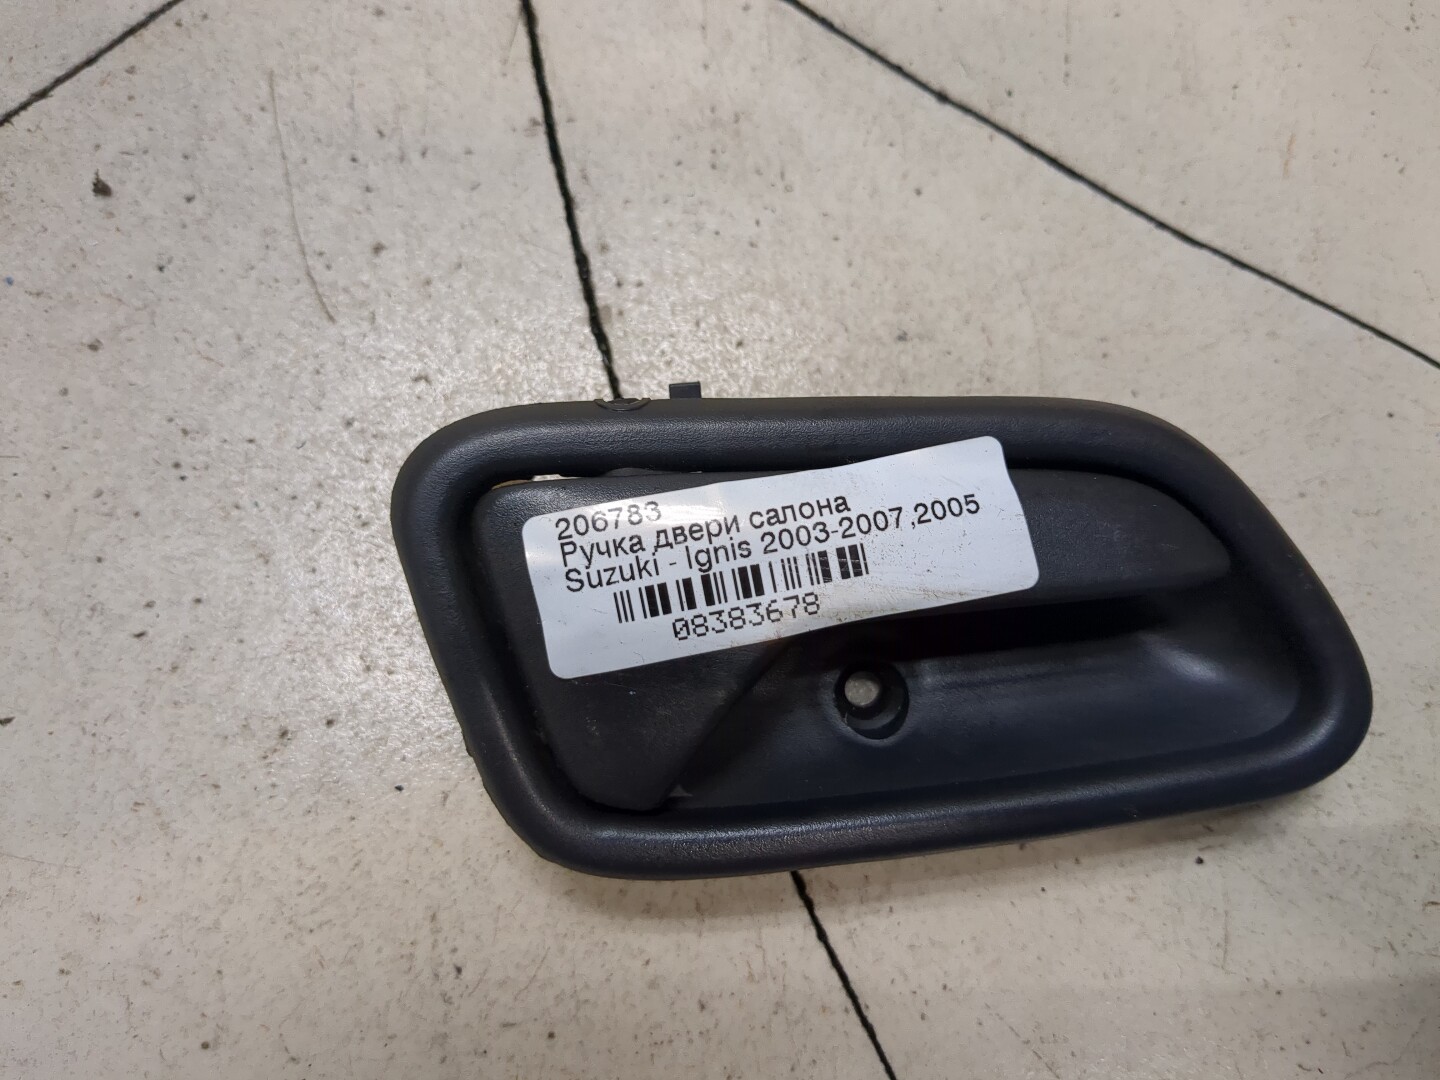 206783
Ручка двери салона
Suzuki - Ignis 2003-2007,2005
08383678